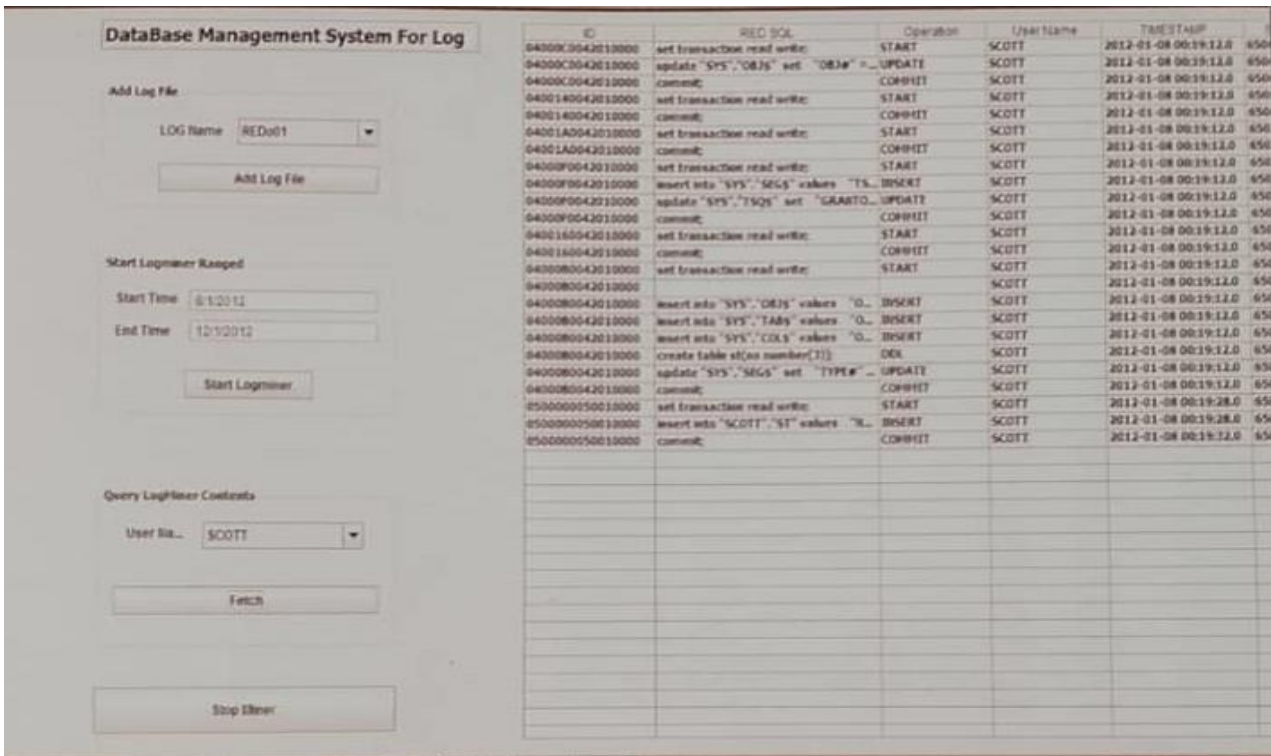 DataBase Management System For Log
Add Log File
LOG Name REDo01
Add Log File
Start Logminer Ranged
Start Time 8/1/2012
End Time 12/1/2012
Start Logminer
Query LogMiner Contents
User Na... SCOTT
Fetch
Stop
ID RED SQL Operation User Name TIMESTAMP
04000C0042010000 set transaction read write; START SCOTT 2012-01-08 00:19:12.0
04000C0042010000 update "SYS","OBJ$" set "OBJ#" =... UPDATE SCOTT 2012-01-08 00:19:12.0
04000C0042010000 commit; COMMIT SCOTT 2012-01-08 00:19:12.0
0400140042010000 set transaction read write; START SCOTT 2012-01-08 00:19:12.0
0400140042010000 commit; COMMIT SCOTT 2012-01-08 00:19:12.0
04001A0042010000 set transaction read write; START SCOTT 2012-01-08 00:19:12.0
04001A0042010000 commit; COMMIT SCOTT 2012-01-08 00:19:12.0
04000F0042010000 set transaction read write; START SCOTT 2012-01-08 00:19:12.0
04000F0042010000 insert into "SYS","SEG$" values "TS... INSERT SCOTT 2012-01-08 00:19:12.0
04000F0042010000 update "SYS","TSQ$" set "GRANTO... UPDATE SCOTT 2012-01-08 00:19:12.0
04000F0042010000 commit; COMMIT SCOTT 2012-01-08 00:19:12.0
0400160042010000 set transaction read write; START SCOTT 2012-01-08 00:19:12.0
0400160042010000 commit; COMMIT SCOTT 2012-01-08 00:19:12.0
04000B0042010000 set transaction read write; START SCOTT 2012-01-08 00:19:12.0
04000B0042010000 SCOTT 2012-01-08 00:19:12.0
04000B0042010000 insert into "SYS","OBJ$" values "O... INSERT SCOTT 2012-01-08 00:19:12.0
04000B0042010000 insert into "SYS","TAB$" values "O... INSERT SCOTT 2012-01-08 00:19:12.0
04000B0042010000 insert into "SYS","COL$" values "O... INSERT SCOTT 2012-01-08 00:19:12.0
04000B0042010000 create table st(no number(3)); DDL SCOTT 2012-01-08 00:19:12.0
04000B0042010000 update "SYS","SEG$" set "TYPE#" ... UPDATE SCOTT 2012-01-08 00:19:12.0
04000B0042010000 commit; COMMIT SCOTT 2012-01-08 00:19:12.0
0500000050010000 set transaction read write; START SCOTT 2012-01-08 00:19:28.0
0500000050010000 insert into "SCOTT","ST" values "N... INSERT SCOTT 2012-01-08 00:19:28.0
0500000050010000 commit; COMMIT SCOTT 2012-01-08 00:19:32.0